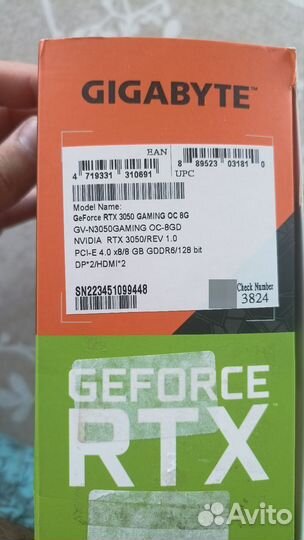 GIGABYTE™
EAN
4 719331 310691
8 89523 03181 0
UPC
Model Name:
GeForce RTX 3050 GAMING OC 8G
GV-N3050GAMING OC-8GD
NVIDIA RTX 3050/REV 1.0
PCI-E 4.0 x8/8 GB GDDR6/128 bit
DP*2/HDMI*2
SN223451099448
Check Number
3824
GEFORCE
RTX™
Avito